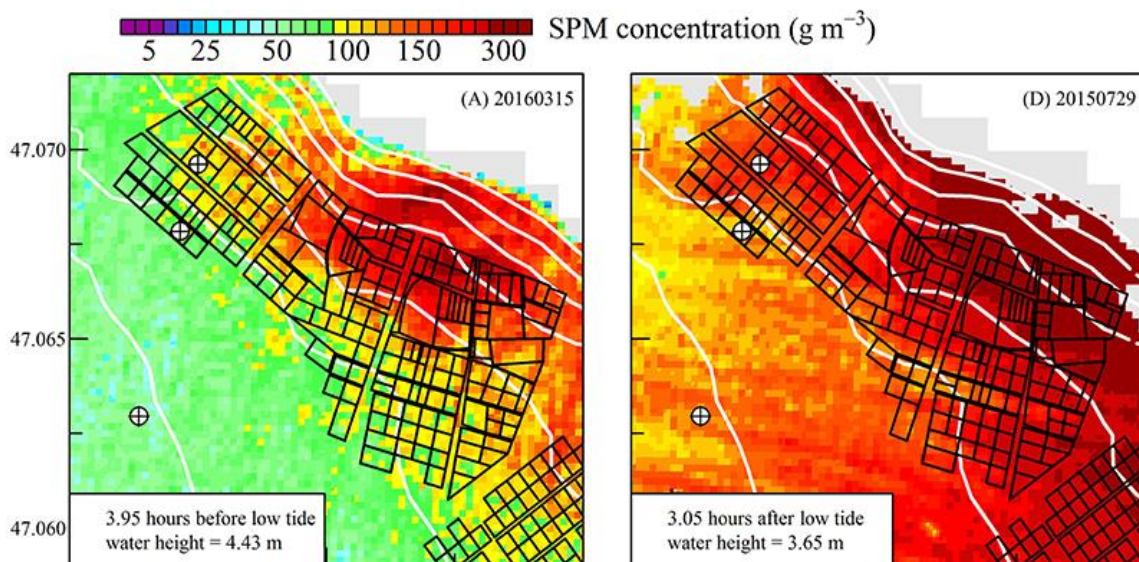 5 25 50 100 150 300 SPM concentration (g m⁻³)
(A) 20160315
(D) 20150729
47.070
47.065
47.060
3.95 hours before low tide
water height = 4.43 m
3.05 hours after low tide
water height = 3.65 m